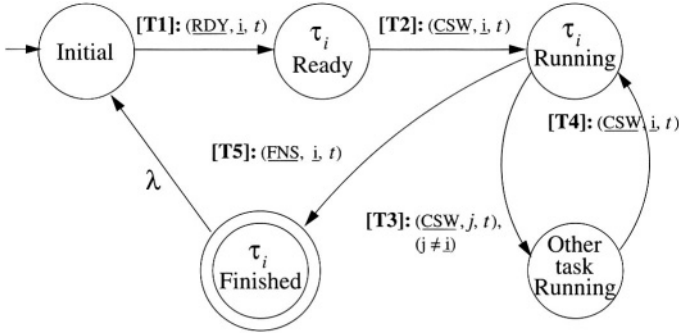 [T1]: (RDY, i, t)
[T2]: (CSW, i, t)
Initial
τi
Ready
τi
Running
[T4]: (CSW, i, t)
[T5]: (FNS, i, t)
λ
[T3]: (CSW, j, t),
(j ≠ i)
τi
Finished
Other
task
Running